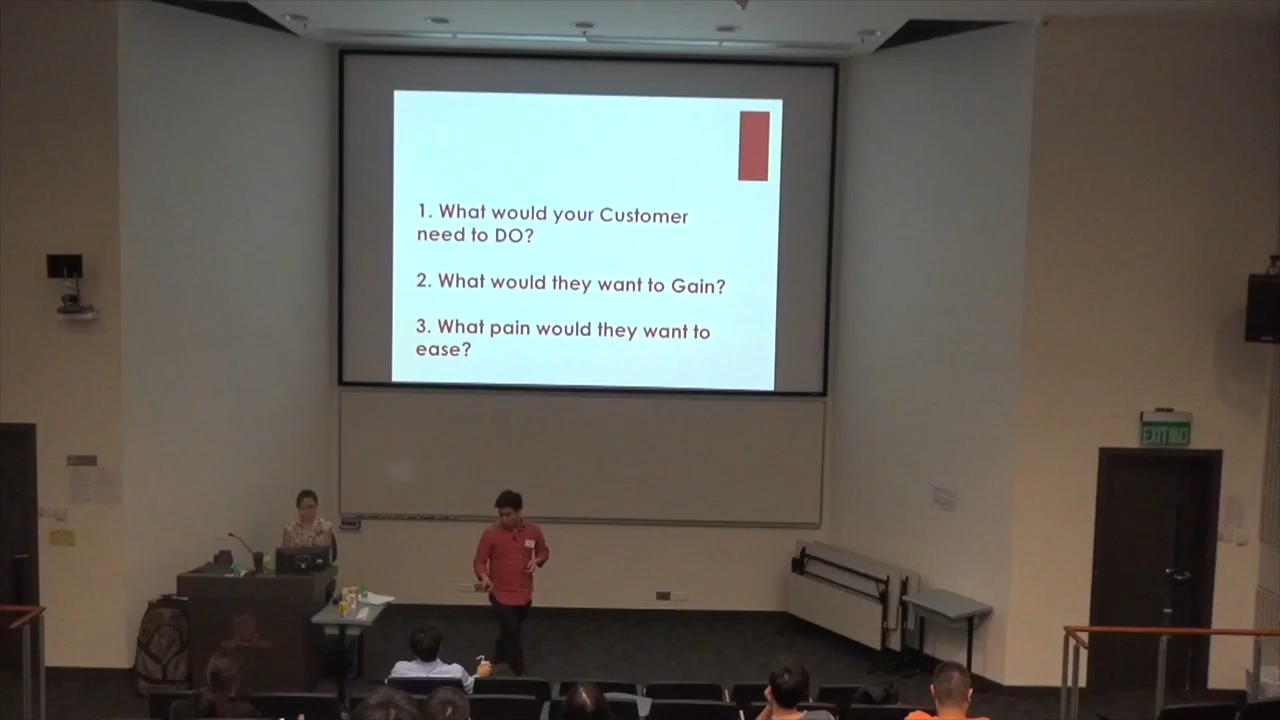 1. What would your Customer
need to DO?
2. What would they want to Gain?
3. What pain would they want to
ease?
EXIT